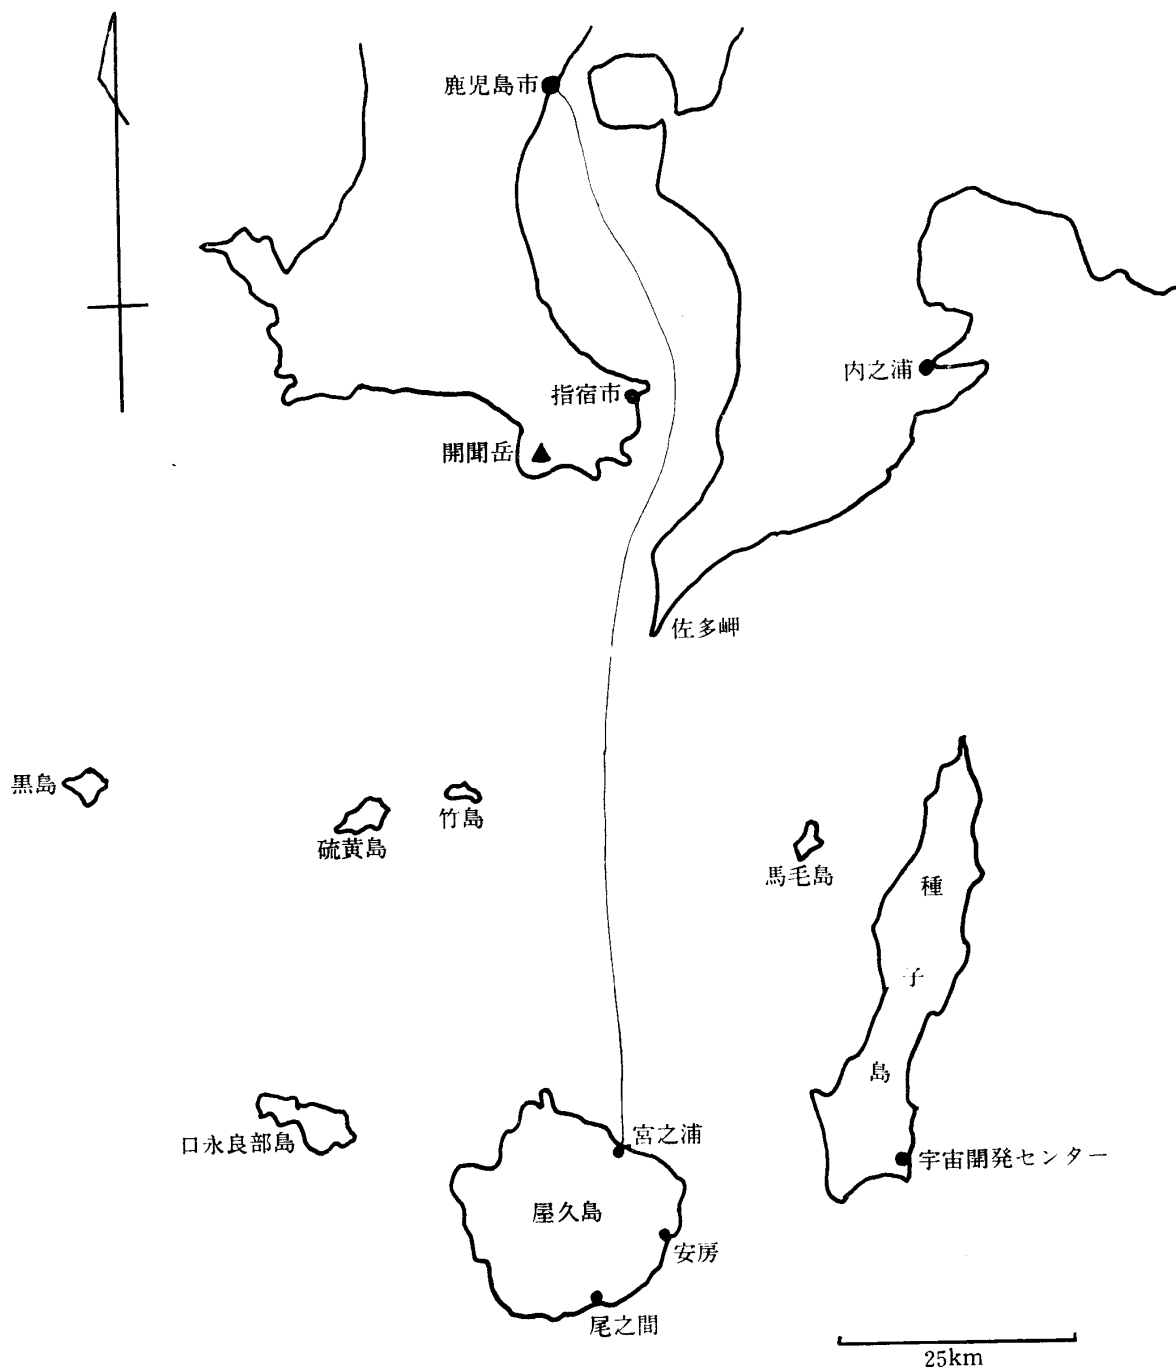 鹿児島市
内之浦
指宿市
開聞岳
佐多岬
黒島
竹島
硫黄島
馬毛島
種子島
口永良部島
宮之浦
宇宙開発センター
屋久島
安房
尾之間
25km